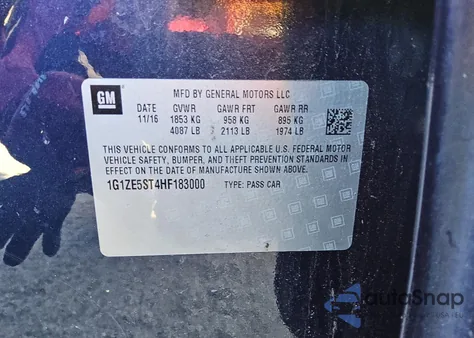 GM
MFD BY GENERAL MOTORS LLC
DATE GVWR GAWR FRT GAWR RR
11/16 1853 KG 958 KG 895 KG
4087 LB 2113 LB 1974 LB
THIS VEHICLE CONFORMS TO ALL APPLICABLE U.S. FEDERAL MOTOR
VEHICLE SAFETY, BUMPER, AND THEFT PREVENTION STANDARDS IN
EFFECT ON THE DATE OF MANUFACTURE SHOWN ABOVE.
1G1ZE5ST4HF183000 TYPE: PASS CAR
autoSnap